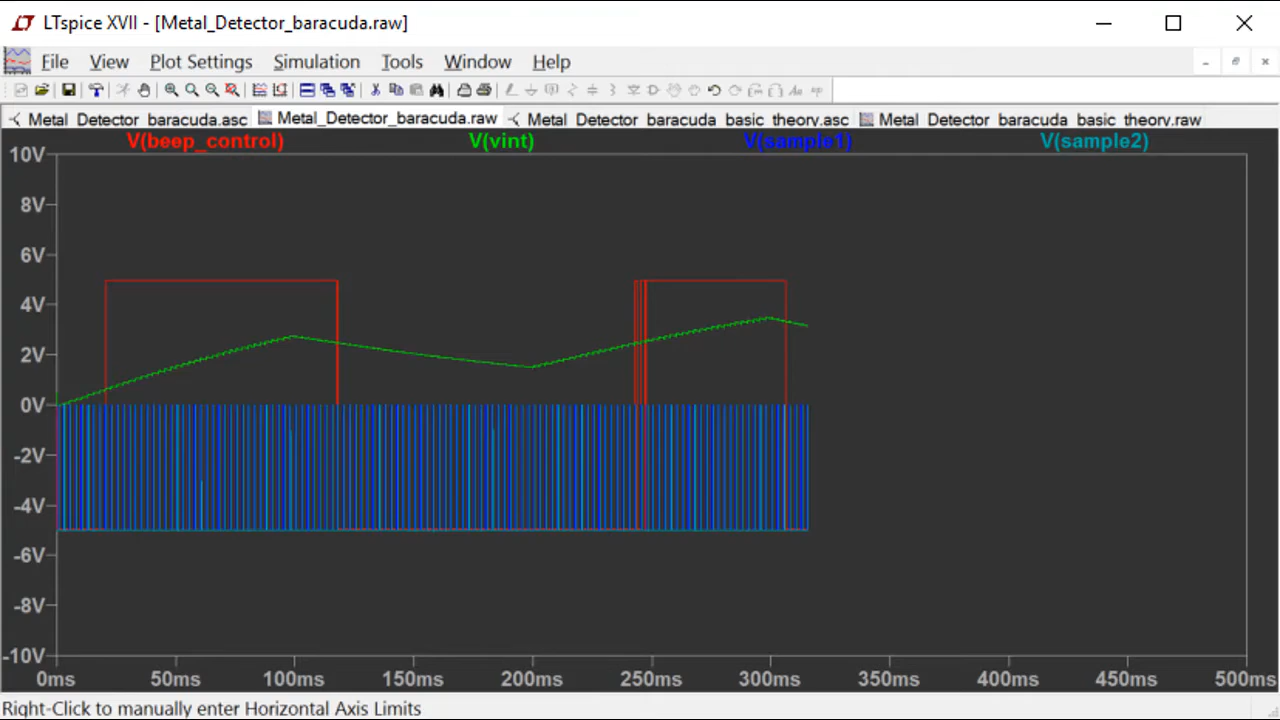 LTspice XVII - [Metal_Detector_baracuda.raw]
File View Plot Settings Simulation Tools Window Help
Metal_Detector_baracuda.asc Metal_Detector_baracuda.raw Metal_Detector_baracuda_basic_theory.asc Metal_Detector_baracuda_basic_theory.raw
V(beep_control) V(vint) V(sample1) V(sample2)
10V
8V
6V
4V
2V
0V
-2V
-4V
-6V
-8V
-10V
0ms 50ms 100ms 150ms 200ms 250ms 300ms 350ms 400ms 450ms 500ms
Right-Click to manually enter Horizontal Axis Limits